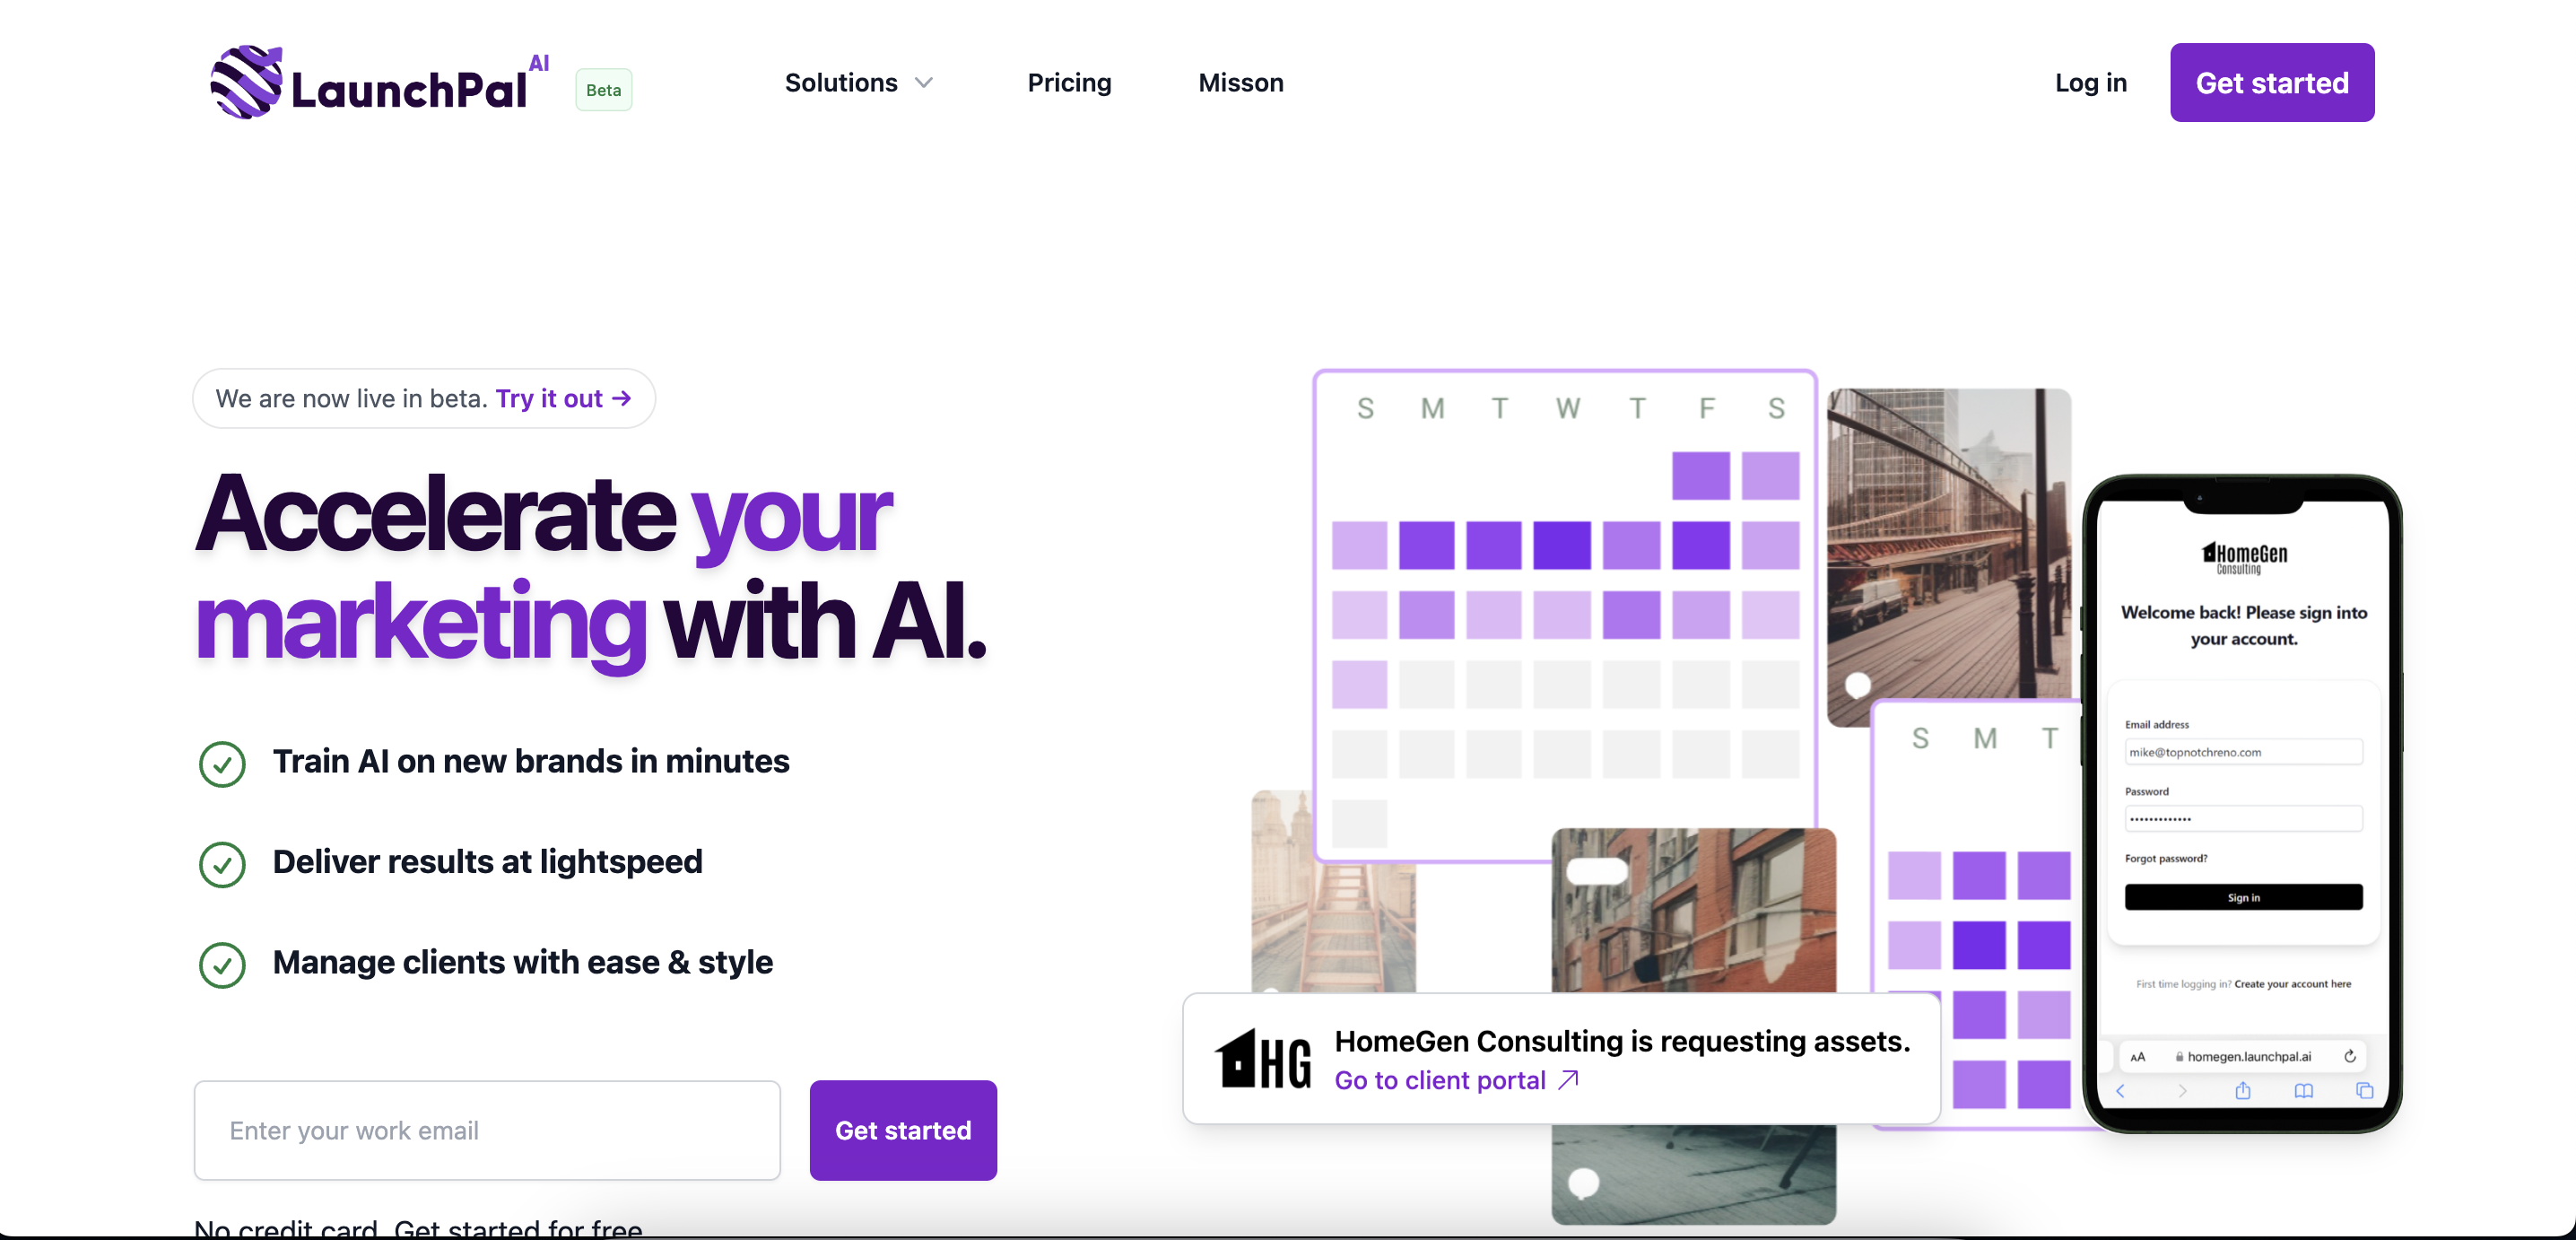 LaunchPal AI
Beta
Solutions
Pricing
Misson
Log in
Get started
We are now live in beta. Try it out →
Accelerate your
marketing with AI.
Train AI on new brands in minutes
Deliver results at lightspeed
Manage clients with ease & style
Enter your work email
Get started
No credit card. Get started for free
S M T W T F S
S M T
HG
HomeGen Consulting is requesting assets.
Go to client portal
HomeGen
Consulting
Welcome back! Please sign into
your account.
Email address
mike@topnotchreno.com
Password
•••••••••••••
Forgot password?
Sign in
First time logging in? Create your account here
AA
homegen.launchpal.ai